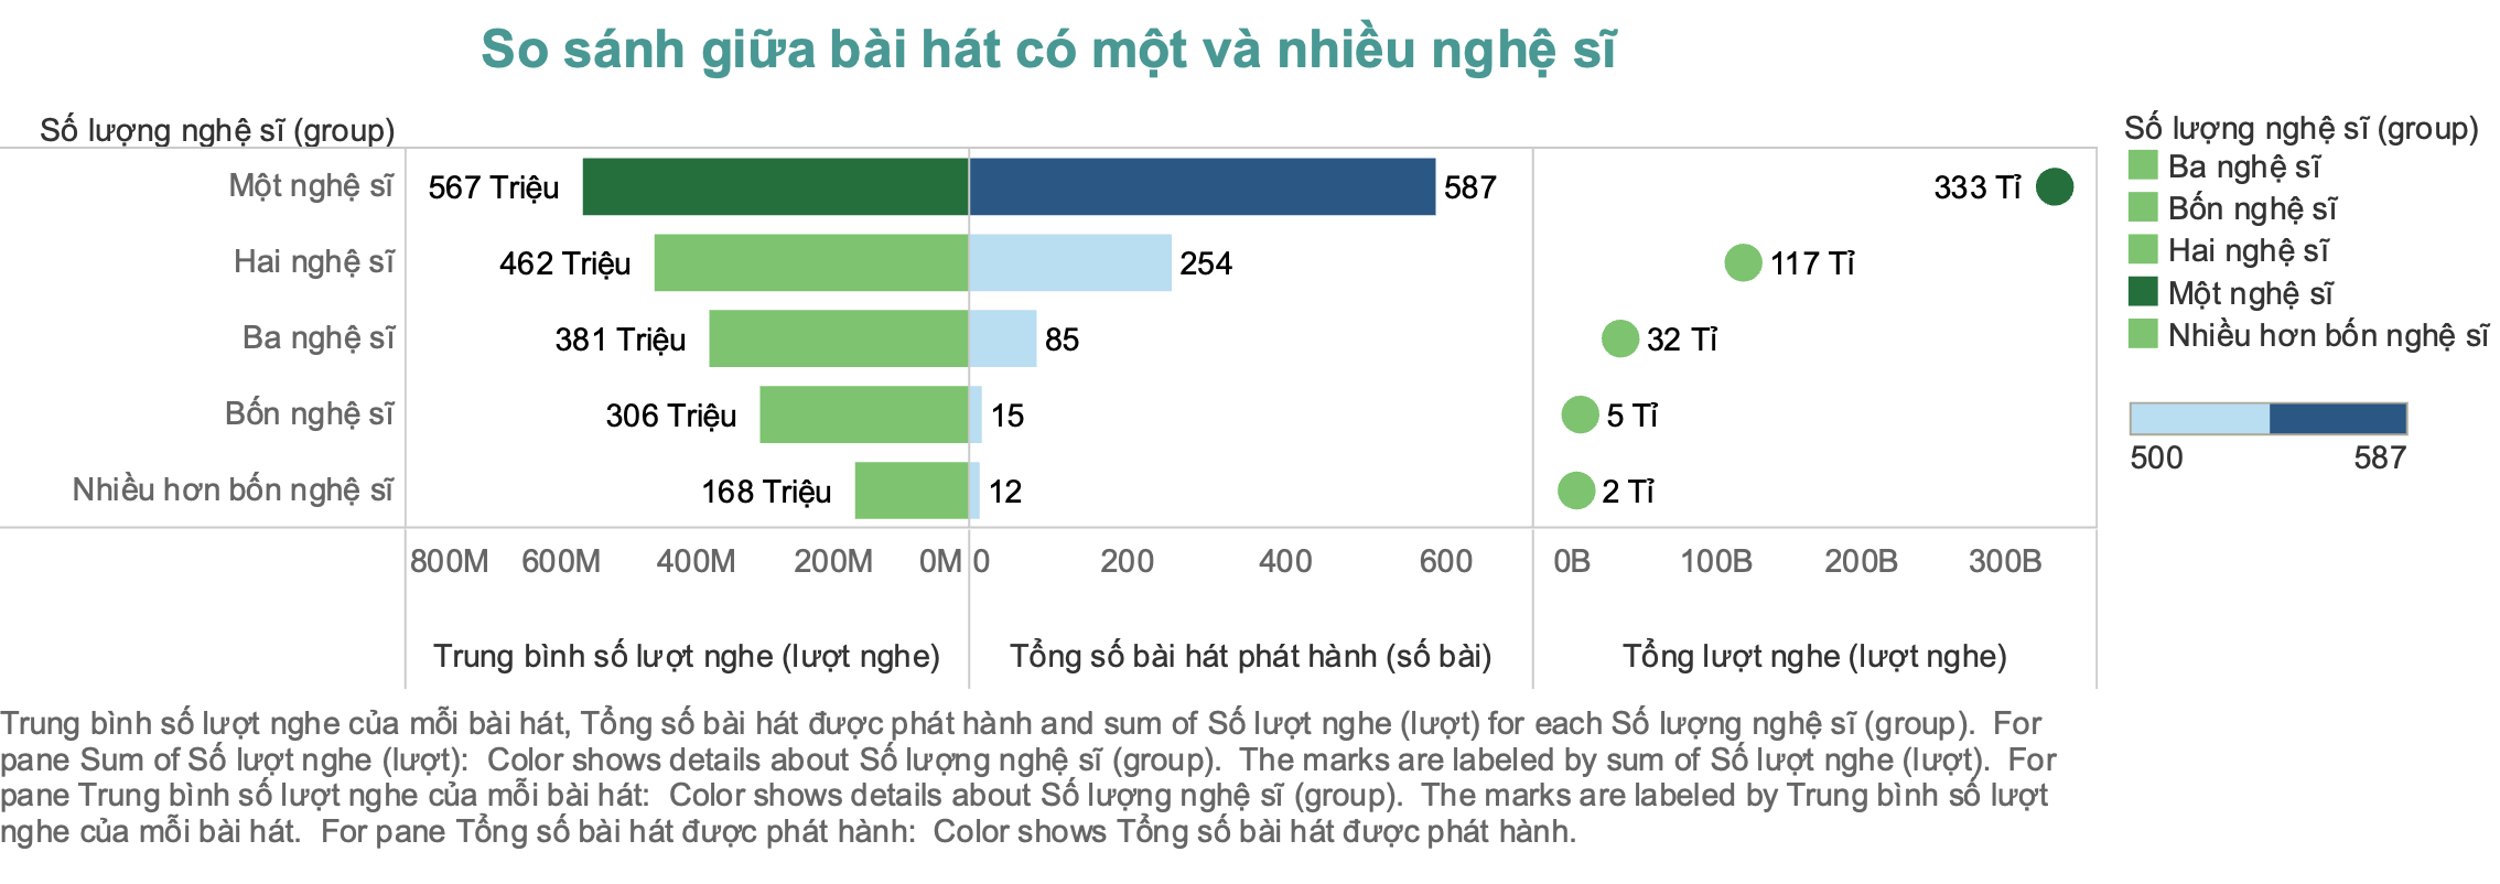 So sánh giữa bài hát có một và nhiều nghệ sĩ
Số lượng nghệ sĩ (group)
Một nghệ sĩ 567 Triệu 587 333 Tỉ
Hai nghệ sĩ 462 Triệu 254 117 Tỉ
Ba nghệ sĩ 381 Triệu 85 32 Tỉ
Bốn nghệ sĩ 306 Triệu 15 5 Tỉ
Nhiều hơn bốn nghệ sĩ 168 Triệu 12 2 Tỉ
800M 600M 400M 200M 0M 0 200 400 600 0B 100B 200B 300B
Trung bình số lượt nghe (lượt nghe) Tổng số bài hát phát hành (số bài) Tổng lượt nghe (lượt nghe)
Số lượng nghệ sĩ (group)
Ba nghệ sĩ
Bốn nghệ sĩ
Hai nghệ sĩ
Một nghệ sĩ
Nhiều hơn bốn nghệ sĩ
500 587
Trung bình số lượt nghe của mỗi bài hát, Tổng số bài hát được phát hành and sum of Số lượt nghe (lượt) for each Số lượng nghệ sĩ (group). For
pane Sum of Số lượt nghe (lượt): Color shows details about Số lượng nghệ sĩ (group). The marks are labeled by sum of Số lượt nghe (lượt). For
pane Trung bình số lượt nghe của mỗi bài hát: Color shows details about Số lượng nghệ sĩ (group). The marks are labeled by Trung bình số lượt
nghe của mỗi bài hát. For pane Tổng số bài hát được phát hành: Color shows Tổng số bài hát được phát hành.